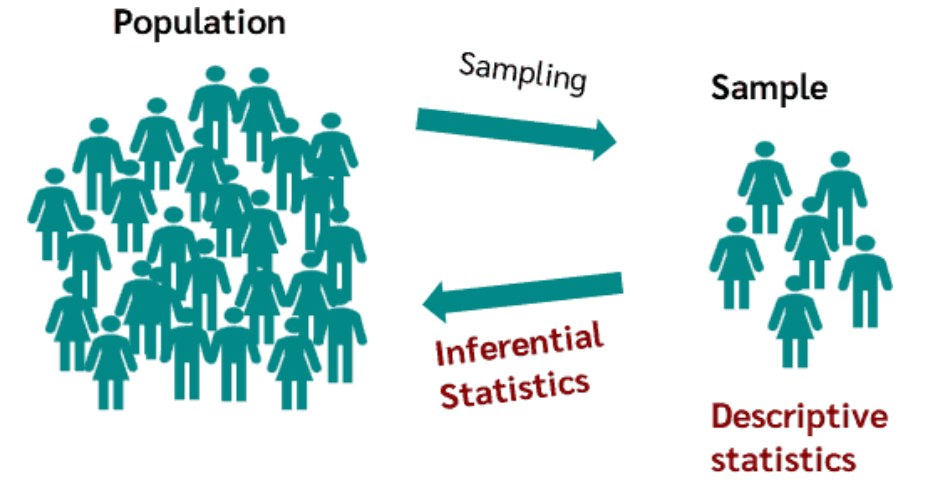 Population
Sampling
Sample
Inferential
Statistics
Descriptive
statistics